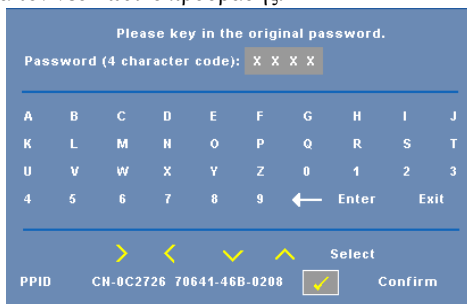 Please key in the original password.
Password (4 character code): X X X X
A B C D E F G H I J
K L M N O P Q R S T
U V W X Y Z 0 1 2 3
4 5 6 7 8 9 ← Enter Exit
Select
PPID CN-0C2726 70641-46B-0208 ✓ Confirm